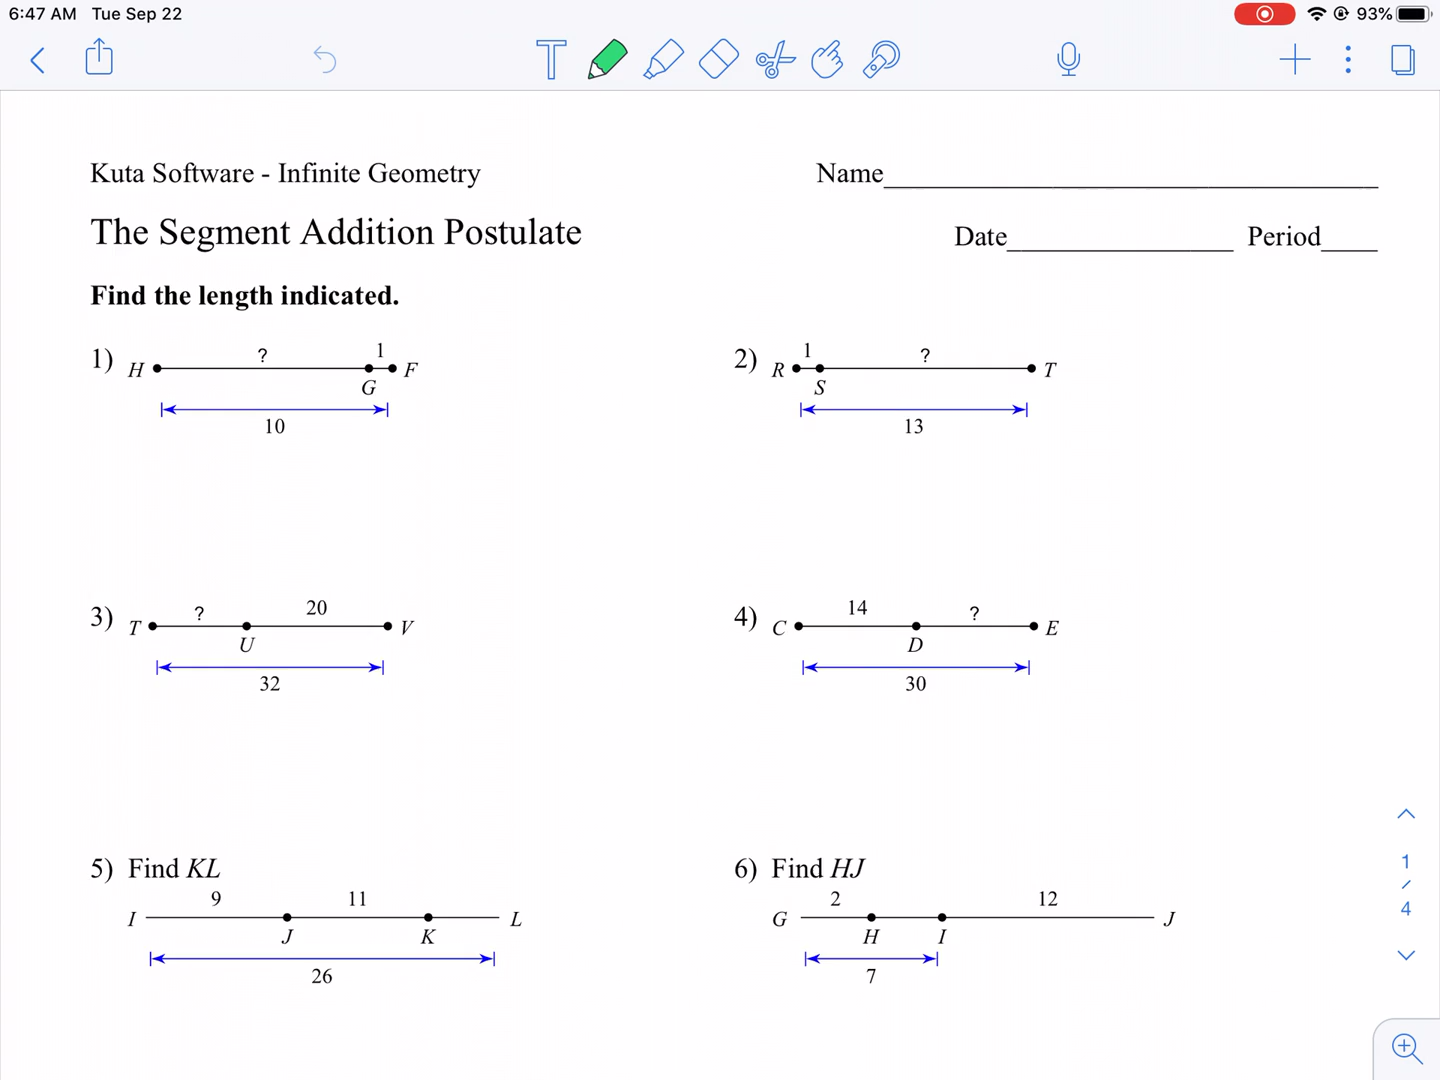 6:47 AM Tue Sep 22
93%
Kuta Software - Infinite Geometry
Name
The Segment Addition Postulate
Date Period
Find the length indicated.
1) H ? G 1 F
10
2) R 1 S ? T
13
3) T ? U 20 V
32
4) C 14 D ? E
30
5) Find KL
9 11
I J K L
26
6) Find HJ
2 12
G H I J
7
1
/
4